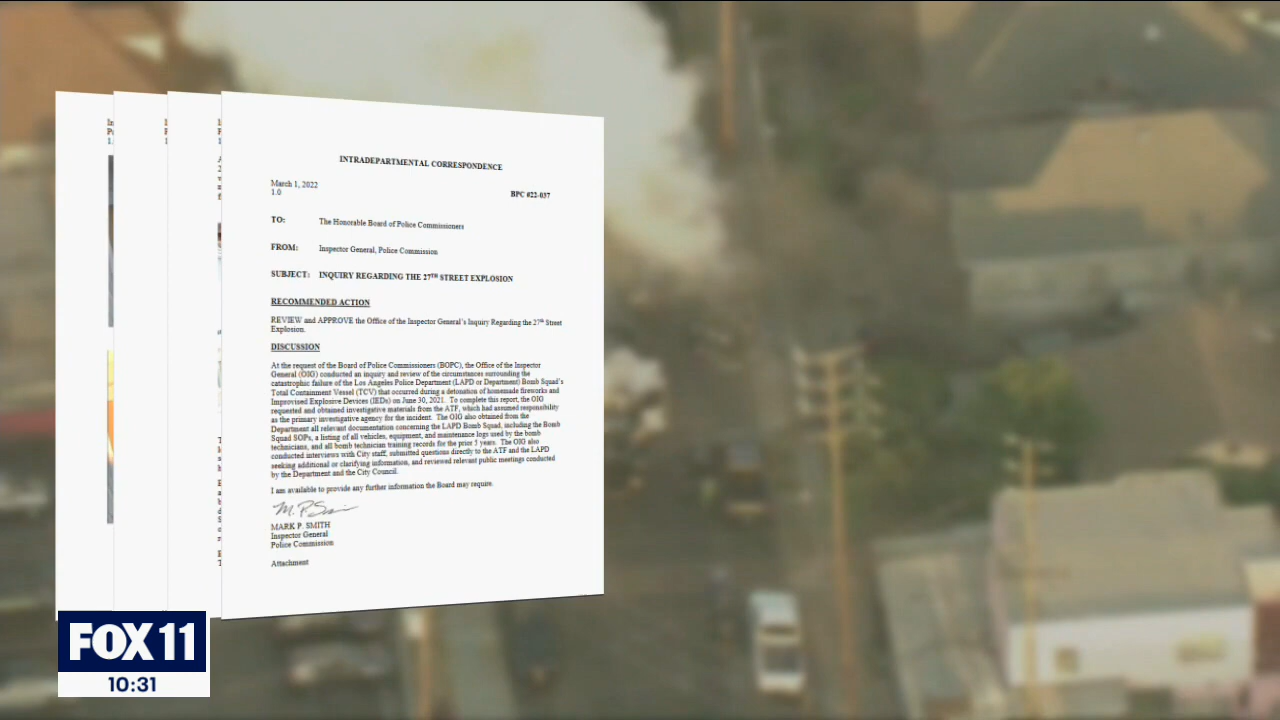 INTRADEPARTMENTAL CORRESPONDENCE
March 1, 2022
1.0
BPC #22-037
TO: The Honorable Board of Police Commissioners
FROM: Inspector General, Police Commission
SUBJECT: INQUIRY REGARDING THE 27TH STREET EXPLOSION
RECOMMENDED ACTION
REVIEW and APPROVE the Office of the Inspector General's Inquiry Regarding the 27th Street
Explosion.
DISCUSSION
At the request of the Board of Police Commissioners (BOPC), the Office of the Inspector
General (OIG) conducted an inquiry and review of the circumstances surrounding the
catastrophic failure of the Los Angeles Police Department (LAPD or Department) Bomb Squad's
Total Containment Vessel (TCV) that occurred during a detonation of homemade fireworks and
Improvised Explosive Devices (IEDs) on June 30, 2021. To complete this report, the OIG
requested and obtained investigative materials from the ATF, which had assumed responsibility
as the primary investigative agency for the incident. The OIG also obtained from the
Department all relevant documentation concerning the LAPD Bomb Squad, including the Bomb
Squad SOPs, a listing of all vehicles, equipment, and maintenance logs used by the bomb
technicians, and all bomb technician training records for the prior 5 years. The OIG also
conducted interviews with City staff, submitted questions directly to the ATF and the LAPD
seeking additional or clarifying information, and reviewed relevant public meetings conducted
by the Department and the City Council.
I am available to provide any further information the Board may require.
MARK P. SMITH
Inspector General
Police Commission
Attachment
FOX 11
10:31